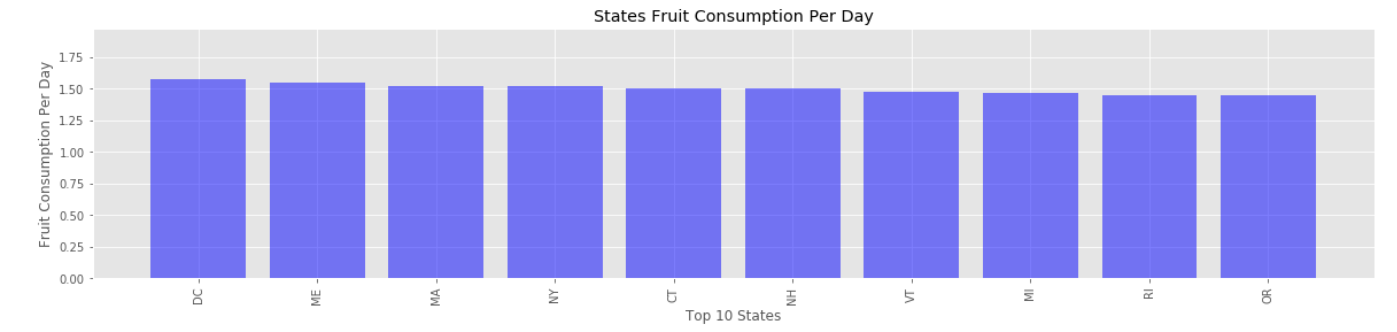 States Fruit Consumption Per Day
Fruit Consumption Per Day
1.75
1.50
1.25
1.00
0.75
0.50
0.25
0.00
DC
ME
MA
NY
CT
NH
VT
MI
RI
OR
Top 10 States